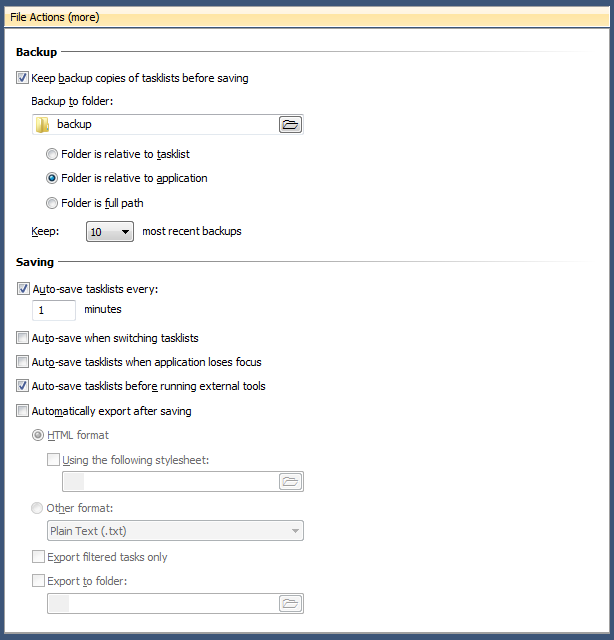 File Actions (more)
Backup
Keep backup copies of tasklists before saving
Backup to folder:
backup
Folder is relative to tasklist
Folder is relative to application
Folder is full path
Keep: 10 most recent backups
Saving
Auto-save tasklists every:
1 minutes
Auto-save when switching tasklists
Auto-save tasklists when application loses focus
Auto-save tasklists before running external tools
Automatically export after saving
HTML format
Using the following stylesheet:
Other format:
Plain Text (.txt)
Export filtered tasks only
Export to folder: